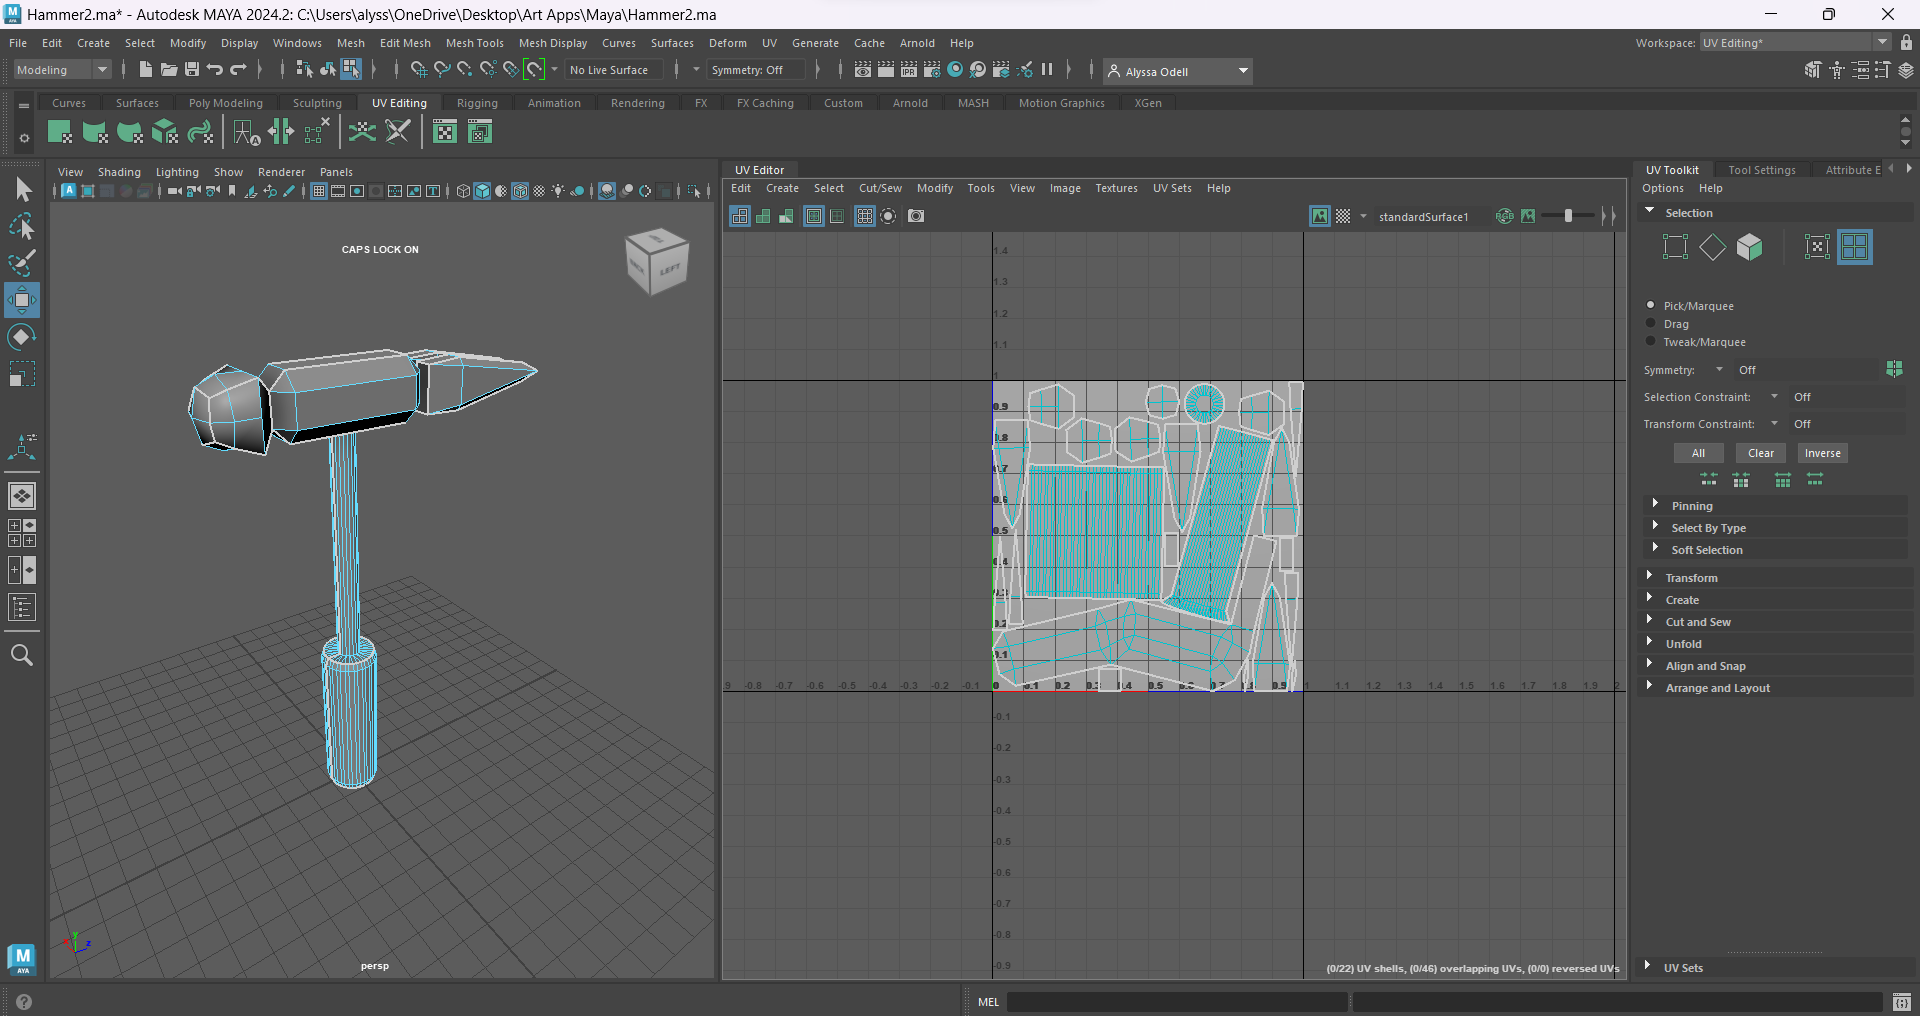 Hammer2.ma* - Autodesk MAYA 2024.2: C:\Users\alyss\OneDrive\Desktop\Art Apps\Maya\Hammer2.ma
File Edit Create Select Modify Display Windows Mesh Edit Mesh Mesh Tools Mesh Display Curves Surfaces Deform UV Generate Cache Arnold Help
Workspace: UV Editing*
Modeling
No Live Surface
Symmetry: Off
Alyssa Odell
Curves Surfaces Poly Modeling Sculpting UV Editing Rigging Animation Rendering FX FX Caching Custom Arnold MASH Motion Graphics XGen
View Shading Lighting Show Renderer Panels
CAPS LOCK ON
LEFT
persp
UV Editor
Edit Create Select Cut/Sew Modify Tools View Image Textures UV Sets Help
standardSurface1
1.4
1.3
1.2
1.1
1
0.9
0.8
0.7
0.6
0.5
0.4
0.3
0.2
0.1
-0.8 -0.7 -0.6 -0.5 -0.4 -0.3 -0.2 -0.1 0 0.1 0.2 0.3 0.4 0.5 0.6 0.7 0.8 0.9 1 1.1 1.2 1.3 1.4 1.5 1.6 1.7 1.8 1.9 2
-0.1
-0.2
-0.3
-0.4
-0.5
-0.6
-0.7
-0.8
-0.9
(0/22) UV shells, (0/46) overlapping UVs, (0/0) reversed UVs
UV Toolkit Tool Settings Attribute E
Options Help
Selection
Pick/Marquee
Drag
Tweak/Marquee
Symmetry: Off
Selection Constraint: Off
Transform Constraint: Off
All Clear Inverse
Pinning
Select By Type
Soft Selection
Transform
Create
Cut and Sew
Unfold
Align and Snap
Arrange and Layout
UV Sets
M
AYA
MEL